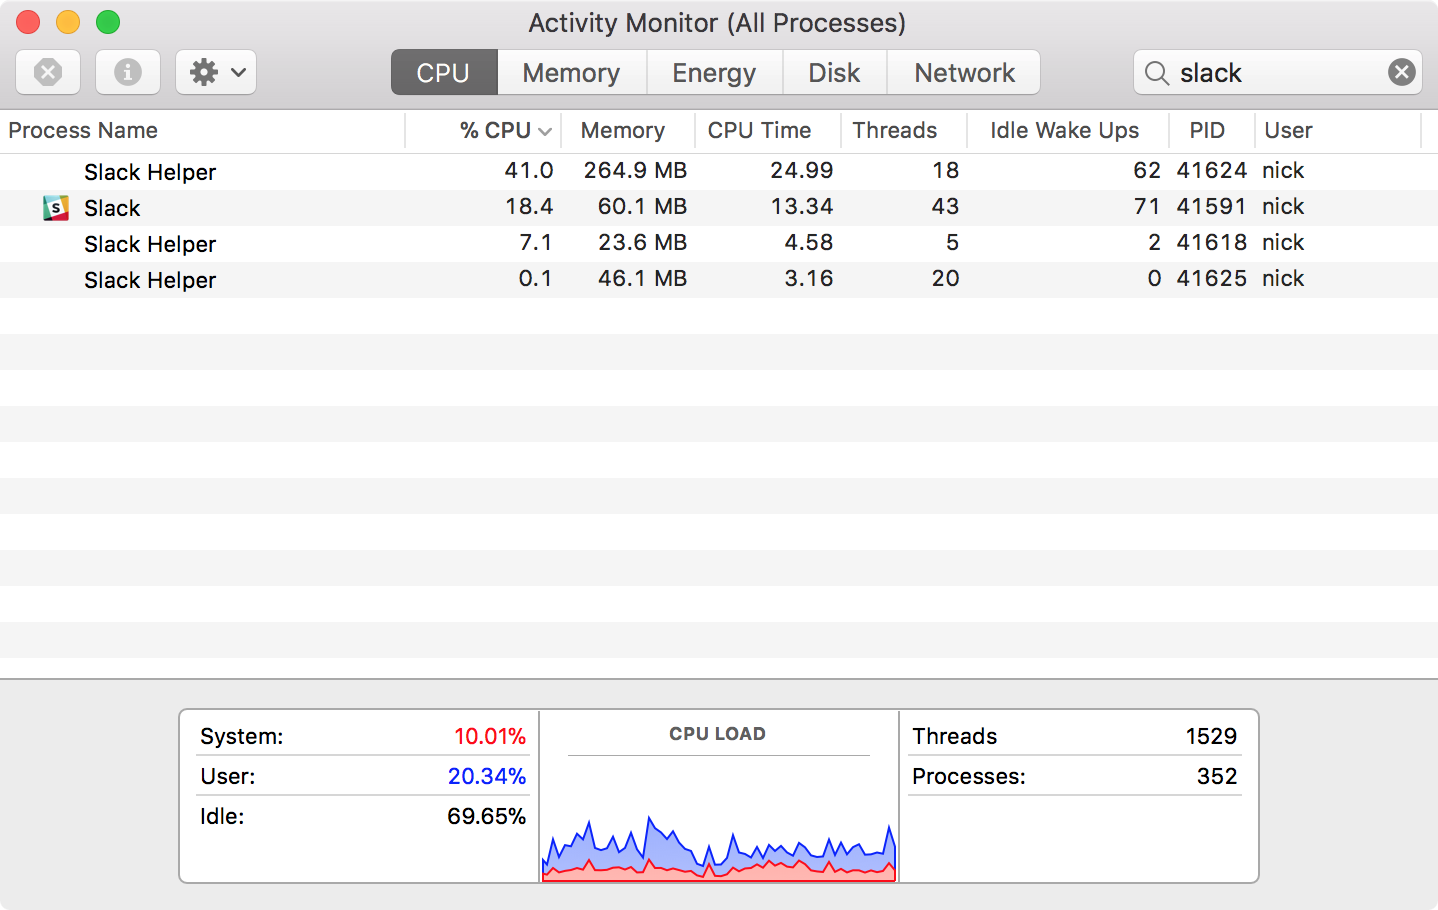 Activity Monitor (All Processes)
CPU Memory Energy Disk Network slack
Process Name % CPU Memory CPU Time Threads Idle Wake Ups PID User
Slack Helper 41.0 264.9 MB 24.99 18 62 41624 nick
S Slack 18.4 60.1 MB 13.34 43 71 41591 nick
Slack Helper 7.1 23.6 MB 4.58 5 2 41618 nick
Slack Helper 0.1 46.1 MB 3.16 20 0 41625 nick
System: 10.01%
User: 20.34%
Idle: 69.65%
CPU LOAD
Threads 1529
Processes: 352